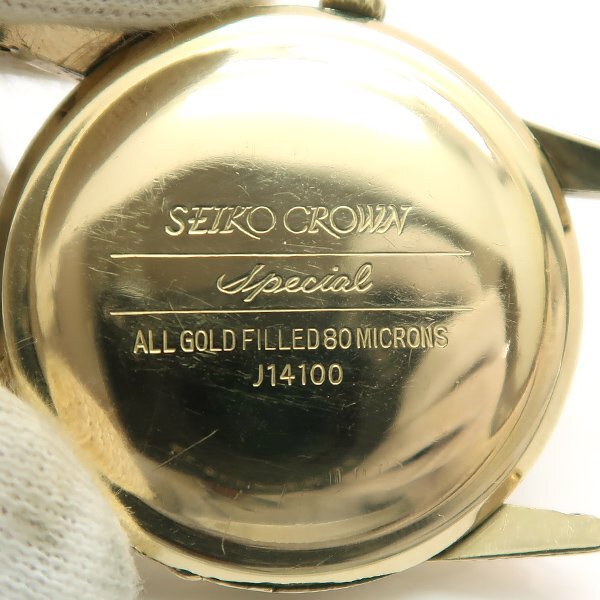 SEIKO CROWN
Special
ALL GOLD FILLED 80 MICRONS
J14100